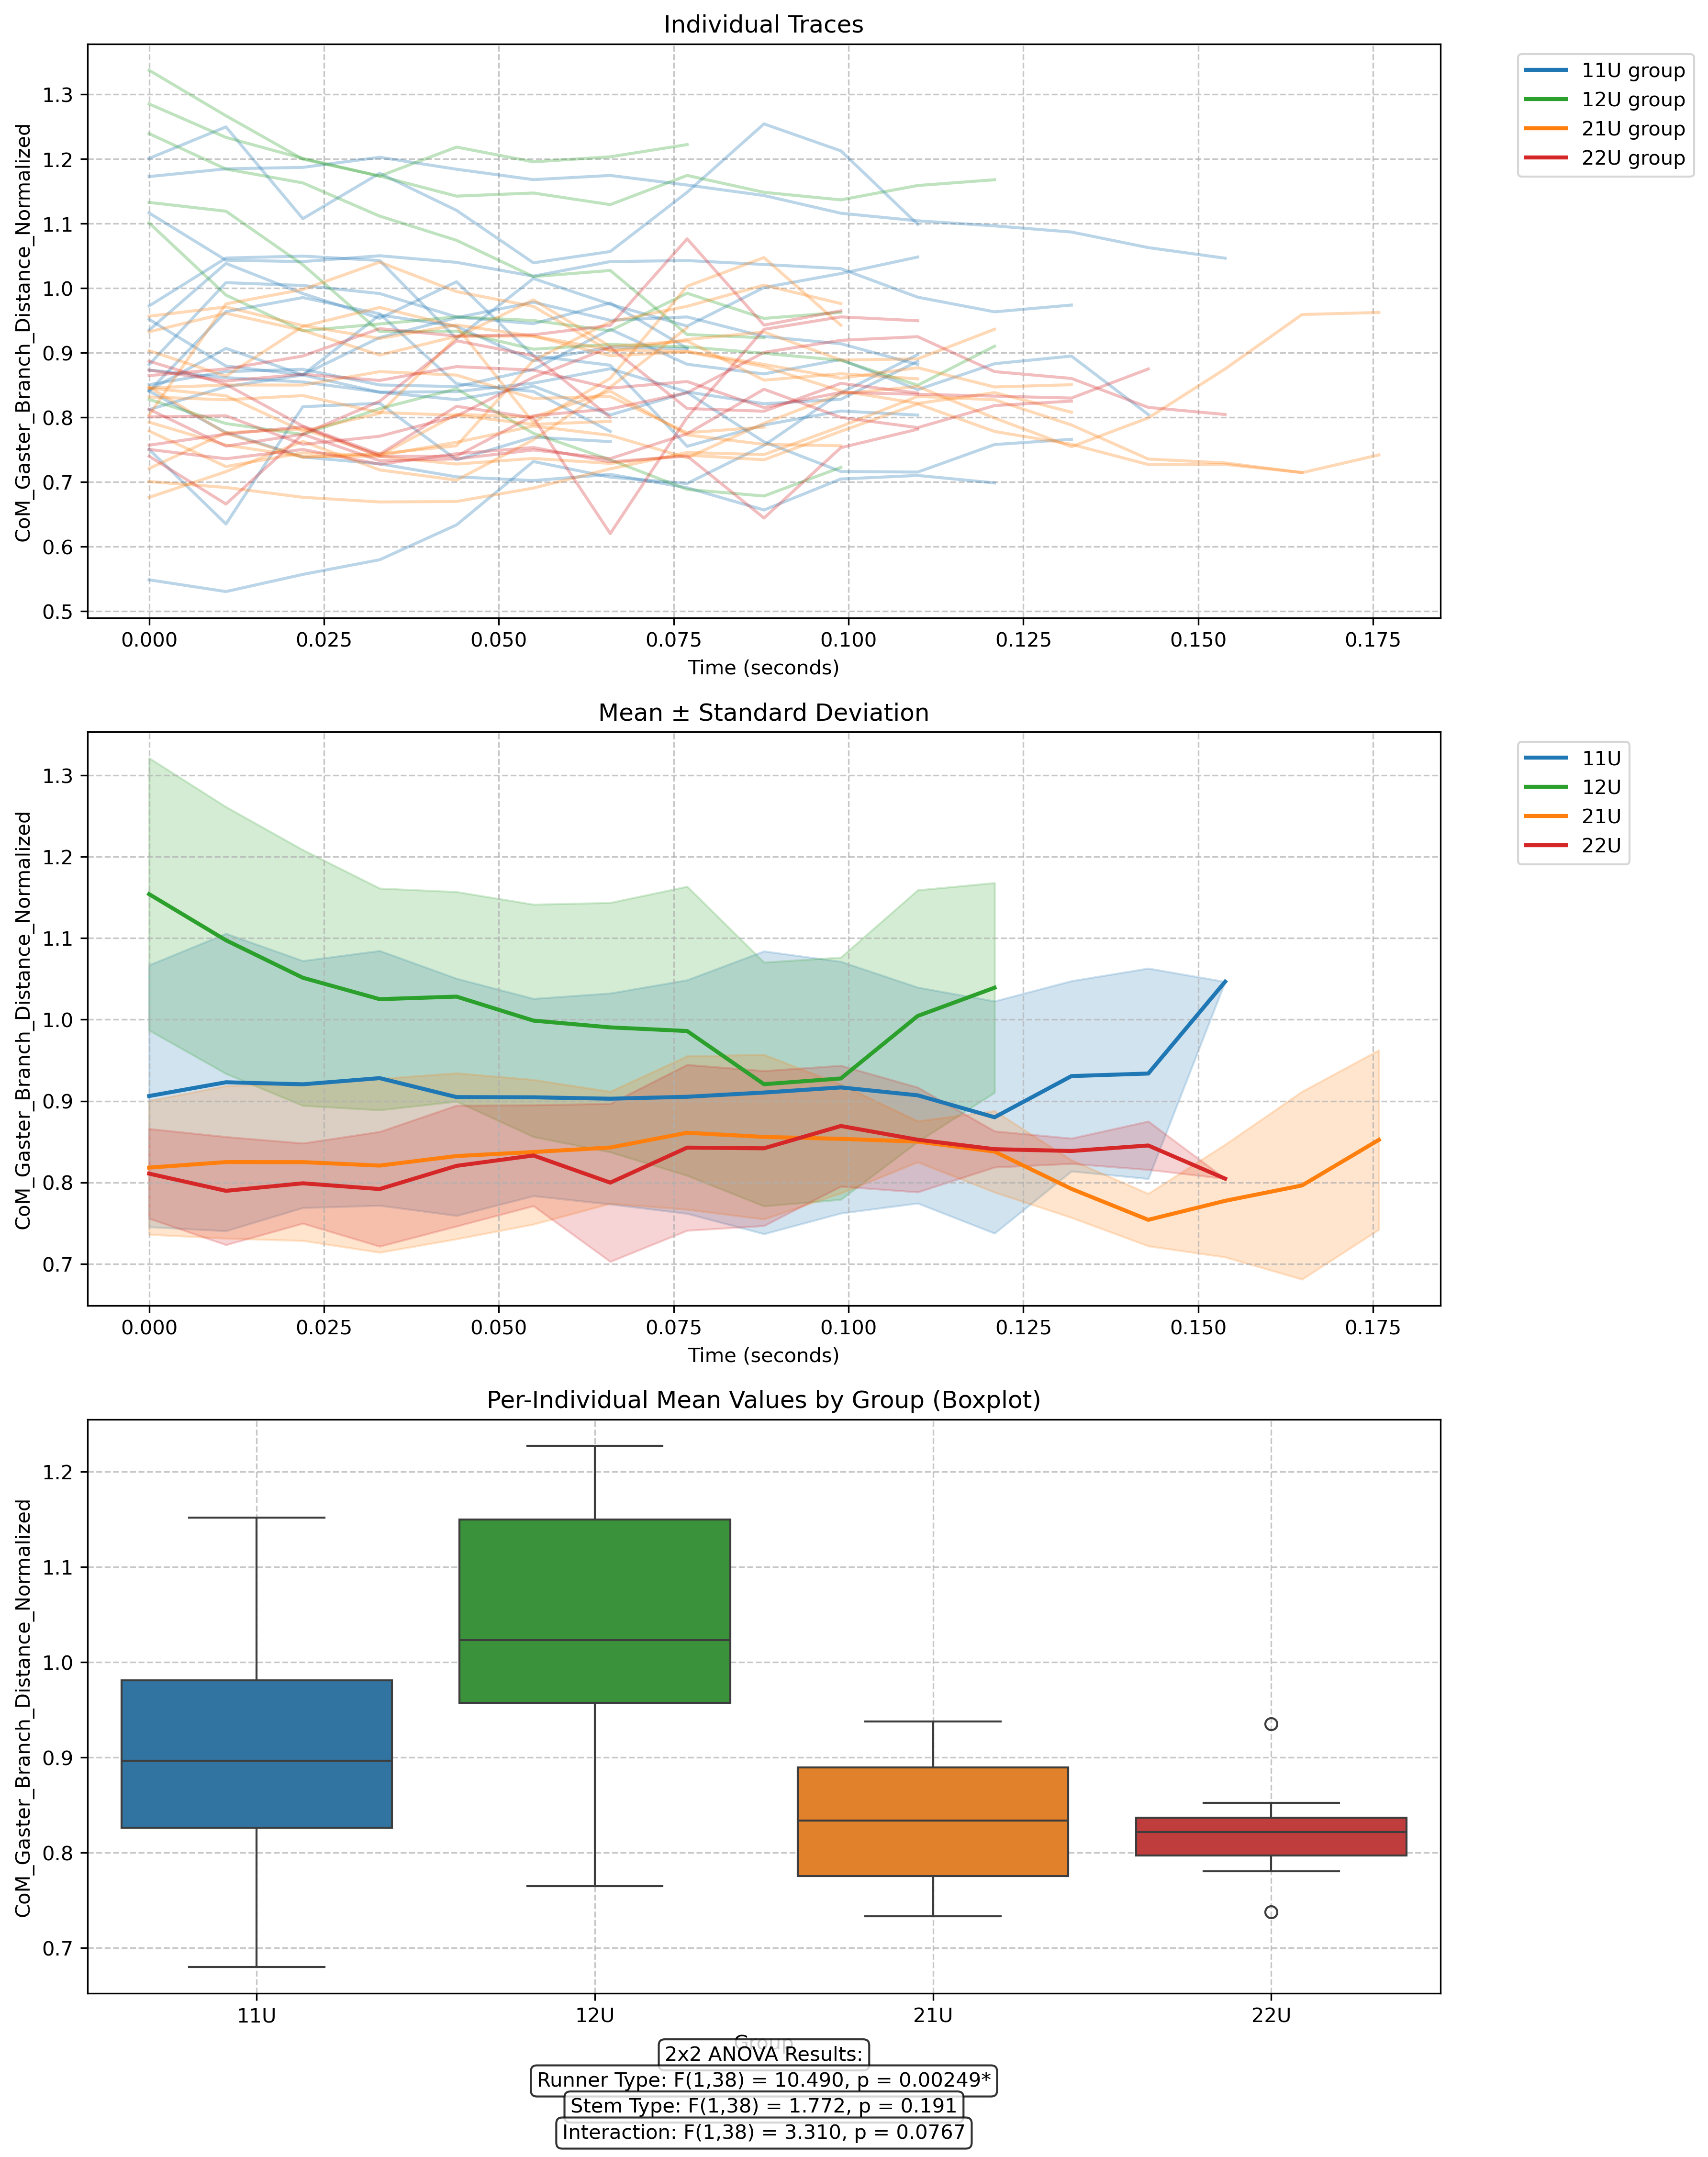 Individual Traces
CoM_Gaster_Branch_Distance_Normalized
1.3
1.2
1.1
1.0
0.9
0.8
0.7
0.6
0.5
0.000 0.025 0.050 0.075 0.100 0.125 0.150 0.175
Time (seconds)
11U group
12U group
21U group
22U group
Mean ± Standard Deviation
CoM_Gaster_Branch_Distance_Normalized
1.3
1.2
1.1
1.0
0.9
0.8
0.7
0.000 0.025 0.050 0.075 0.100 0.125 0.150 0.175
Time (seconds)
11U
12U
21U
22U
Per-Individual Mean Values by Group (Boxplot)
CoM_Gaster_Branch_Distance_Normalized
1.2
1.1
1.0
0.9
0.8
0.7
11U 12U 21U 22U
Group
2x2 ANOVA Results:
Runner Type: F(1,38) = 10.490, p = 0.00249*
Stem Type: F(1,38) = 1.772, p = 0.191
Interaction: F(1,38) = 3.310, p = 0.0767